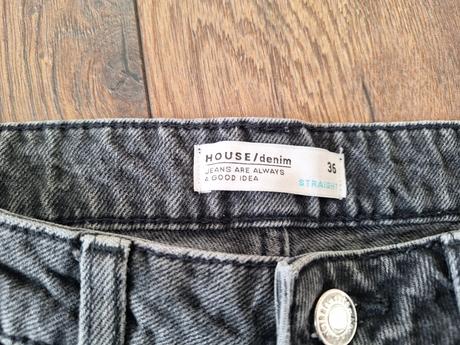 HOUSE/denim
JEANS ARE ALWAYS
A GOOD IDEA
36
STRAIGHT